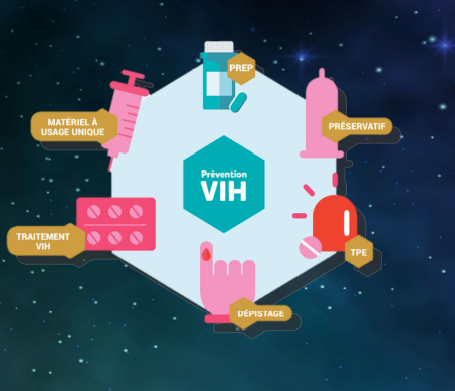 PREP
MATÉRIEL À
USAGE UNIQUE
PRÉSERVATIF
Prévention
VIH
TRAITEMENT
VIH
TPE
DÉPISTAGE